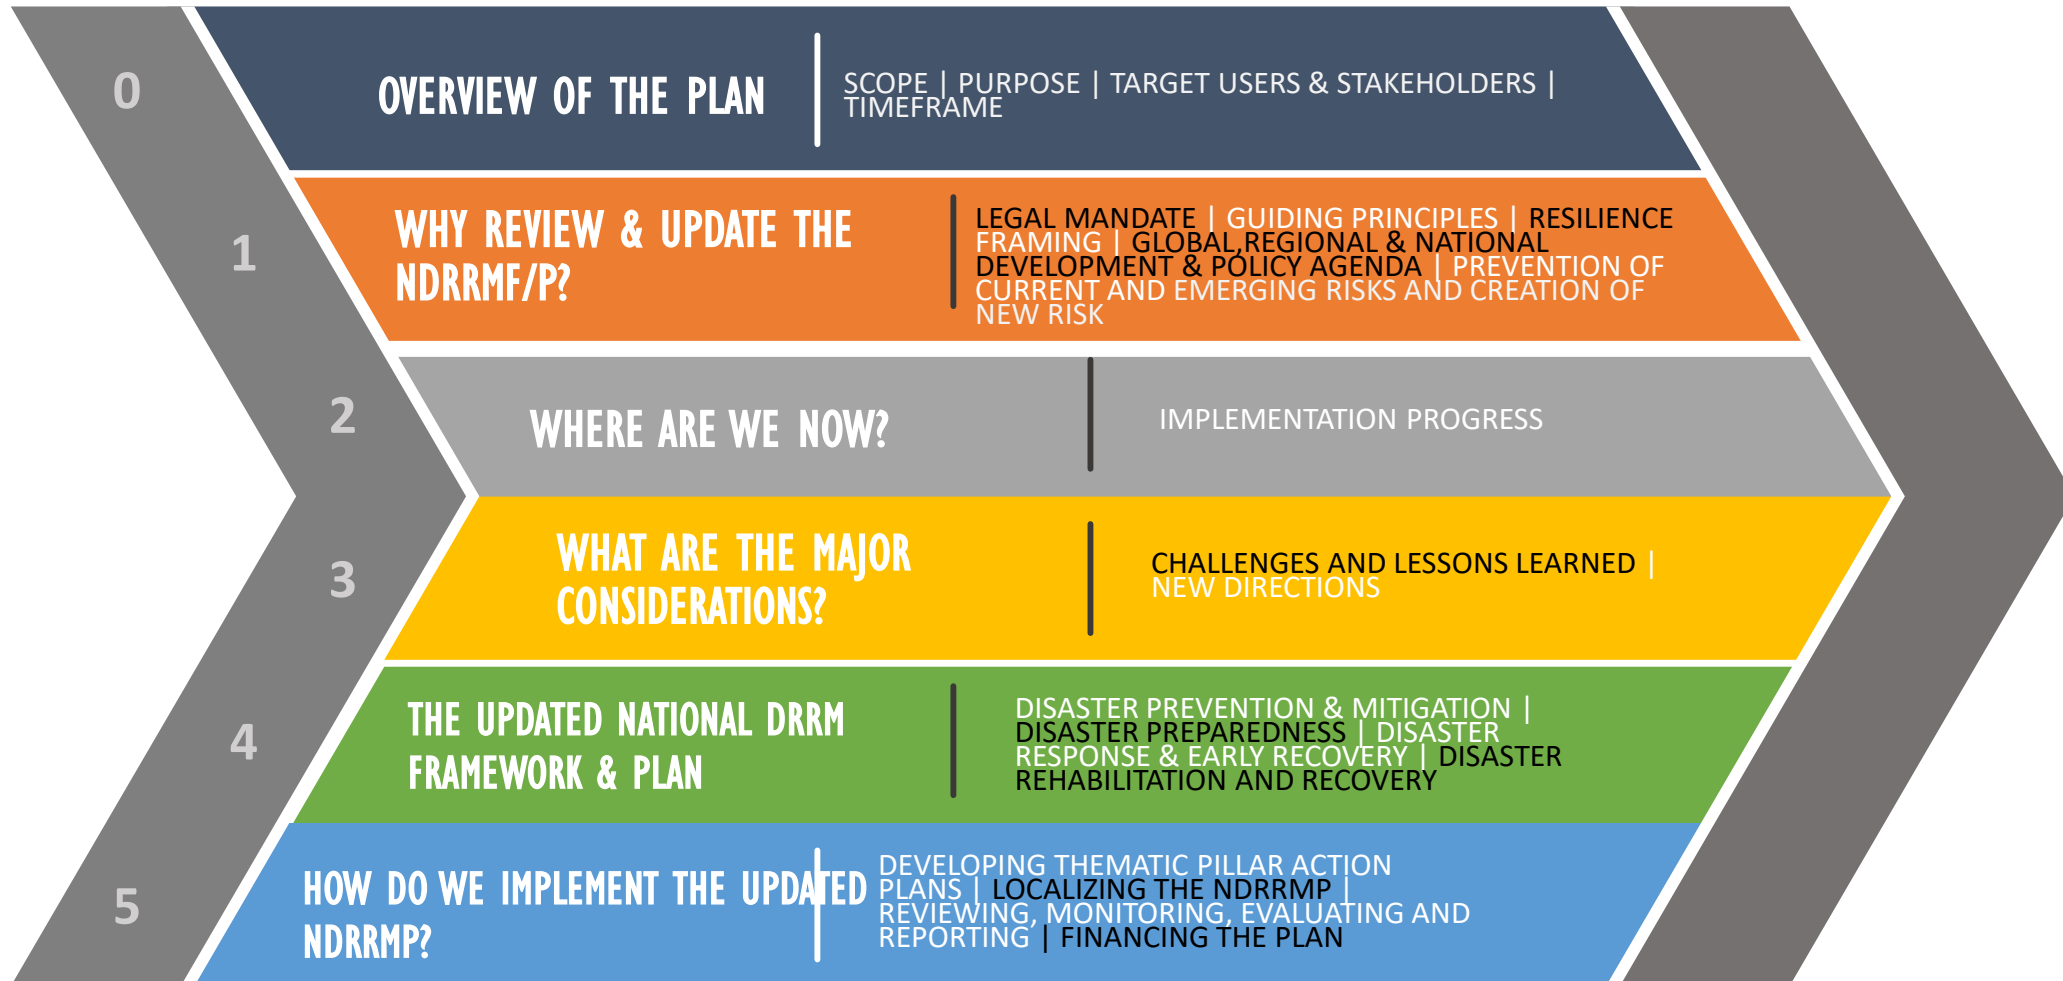 0
OVERVIEW OF THE PLAN
SCOPE | PURPOSE | TARGET USERS & STAKEHOLDERS |
TIMEFRAME
1
WHY REVIEW & UPDATE THE
NDRRMF/P?
LEGAL MANDATE | GUIDING PRINCIPLES | RESILIENCE
FRAMING | GLOBAL,REGIONAL & NATIONAL
DEVELOPMENT & POLICY AGENDA | PREVENTION OF
CURRENT AND EMERGING RISKS AND CREATION OF
NEW RISK
2
WHERE ARE WE NOW?
IMPLEMENTATION PROGRESS
3
WHAT ARE THE MAJOR
CONSIDERATIONS?
CHALLENGES AND LESSONS LEARNED |
NEW DIRECTIONS
4
THE UPDATED NATIONAL DRRM
FRAMEWORK & PLAN
DISASTER PREVENTION & MITIGATION |
DISASTER PREPAREDNESS | DISASTER
RESPONSE & EARLY RECOVERY | DISASTER
REHABILITATION AND RECOVERY
5
HOW DO WE IMPLEMENT THE UPDATED
NDRRMP?
DEVELOPING THEMATIC PILLAR ACTION
PLANS | LOCALIZING THE NDRRMP |
REVIEWING, MONITORING, EVALUATING AND
REPORTING | FINANCING THE PLAN